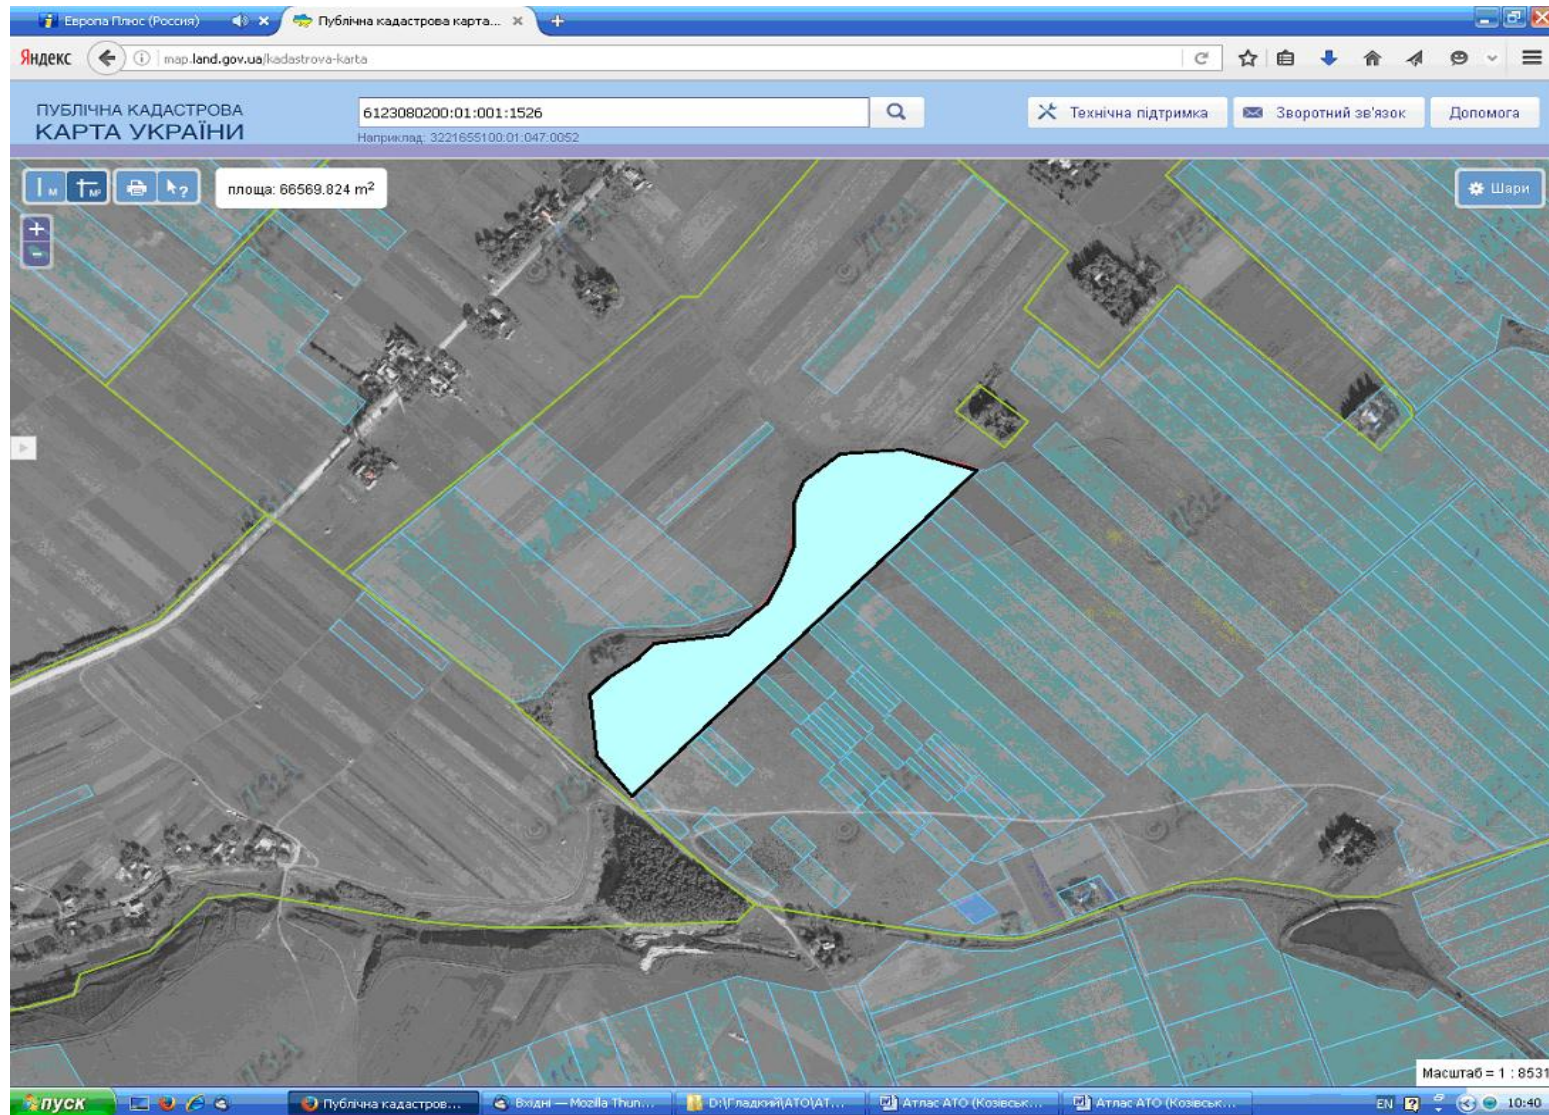 Европа Плюс (Россия)
Публічна кадастрова карта...
Яндекс
map.land.gov.ua/kadastrova-karta
ПУБЛІЧНА КАДАСТРОВА
КАРТА УКРАЇНИ
6123080200:01:001:1526
Наприклад: 3221655100:01:047:0052
Технічна підтримка
Зворотний зв'язок
Допомога
м
м²
?
площа: 66569.824 m²
Шари
Масштаб = 1 : 8531
пуск
Публічна кадастров...
Вхідні — Mozilla Thun...
D:\Гладкий\АТО\АТ...
Атлас АТО (Козівськ...
Атлас АТО (Козівськ...
EN
10:40